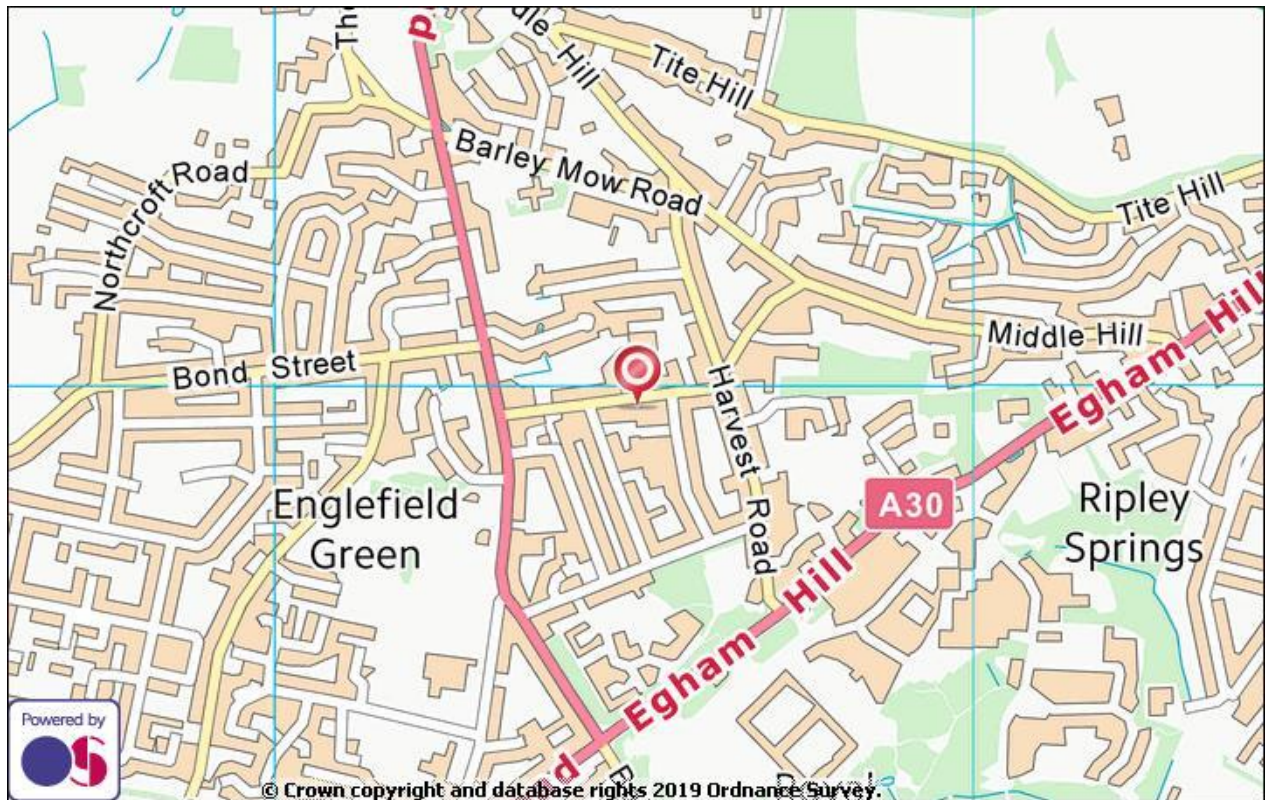 Tite Hill
Barley Mow Road
Northcroft Road
Tite Hill
Egham Hill
Middle Hill
Bond Street
Harvest Road
A30
Englefield
Green
Ripley
Springs
Egham Hill
Powered by
OS
© Crown copyright and database rights 2019 Ordnance Survey.